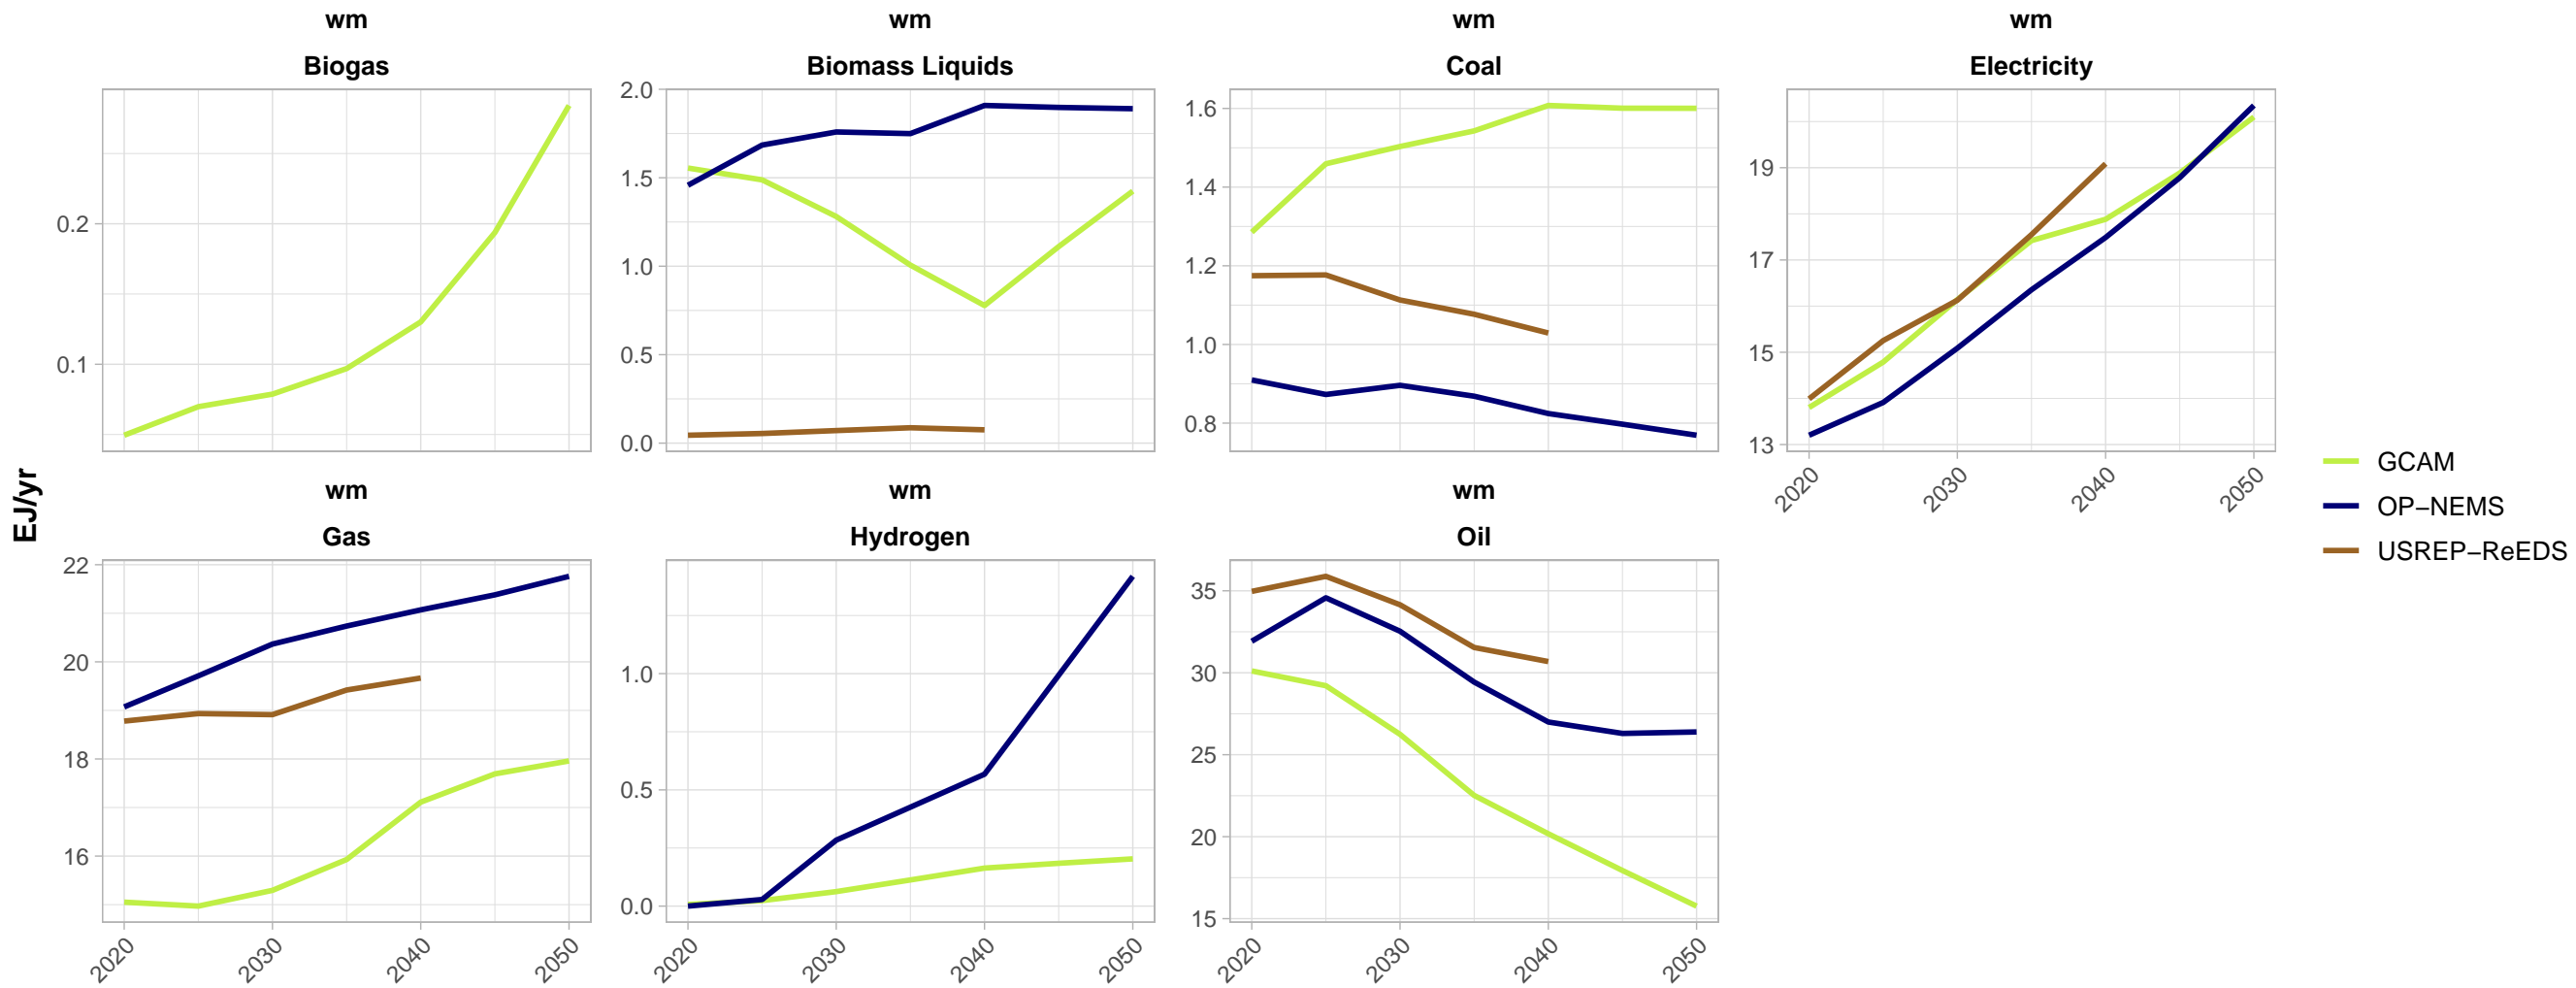 wm
wm
wm
wm
Biogas
Biomass Liquids
Coal
Electricity
0.2
0.1
2.0
1.5
1.0
0.5
0.0
1.6
1.4
1.2
1.0
0.8
19
17
15
13
2020
2030
2040
2050
EJ/yr
wm
wm
wm
Gas
Hydrogen
Oil
22
20
18
16
2020
2030
2040
2050
1.0
0.5
0.0
2020
2030
2040
2050
35
30
25
20
15
2020
2030
2040
2050
GCAM
OP−NEMS
USREP−ReEDS